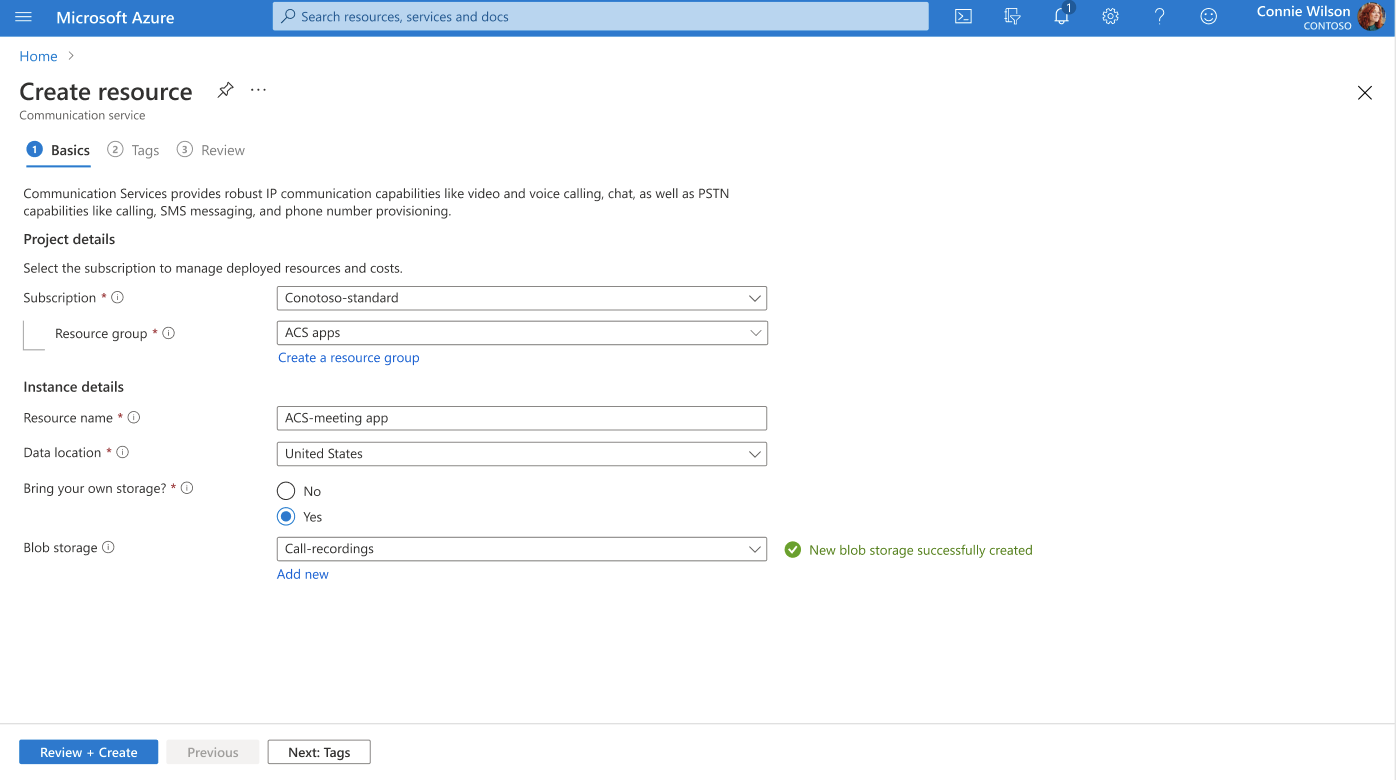 Microsoft Azure
Search resources, services and docs
1
Connie Wilson
CONTOSO
Home
Create resource
Communication service
1 Basics 2 Tags 3 Review
Communication Services provides robust IP communication capabilities like video and voice calling, chat, as well as PSTN
capabilities like calling, SMS messaging, and phone number provisioning.
Project details
Select the subscription to manage deployed resources and costs.
Subscription * Conotoso-standard
Resource group * ACS apps
Create a resource group
Instance details
Resource name * ACS-meeting app
Data location * United States
Bring your own storage? *
No
Yes
Blob storage Call-recordings New blob storage successfully created
Add new
Review + Create Previous Next: Tags